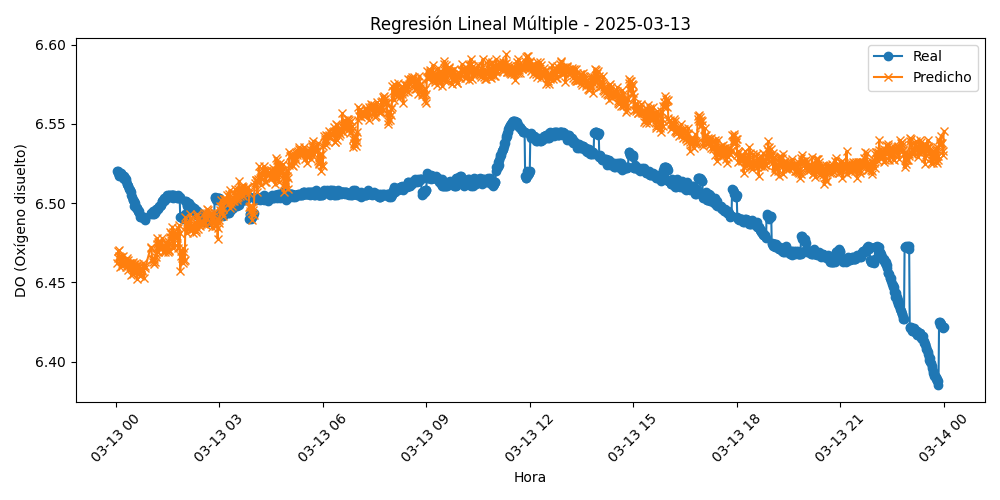 Regresión Lineal Múltiple - 2025-03-13
Real
Predicho
DO (Oxígeno disuelto)
6.60
6.55
6.50
6.45
6.40
03-13 00
03-13 03
03-13 06
03-13 09
03-13 12
03-13 15
03-13 18
03-13 21
03-14 00
Hora